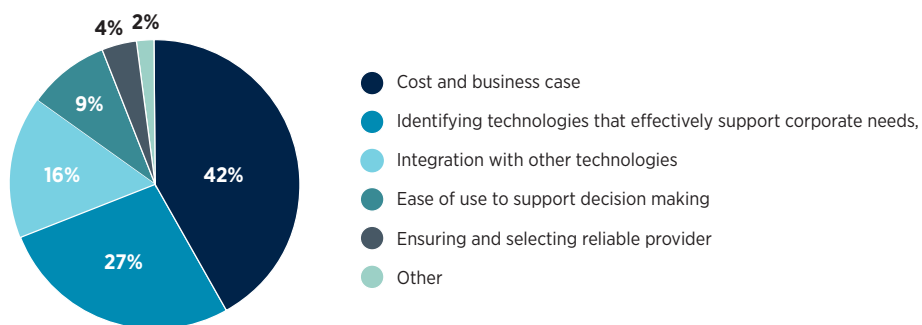 4% 2%
9%
16%
42%
27%
Cost and business case
Identifying technologies that effectively support corporate needs,
Integration with other technologies
Ease of use to support decision making
Ensuring and selecting reliable provider
Other